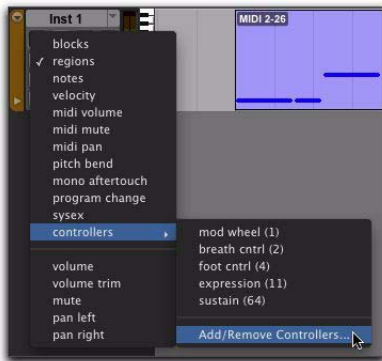 Inst 1
MIDI 2-26
blocks
✓ regions
notes
velocity
midi volume
midi mute
midi pan
pitch bend
mono aftertouch
program change
sysex
controllers
volume
volume trim
mute
pan left
pan right
mod wheel (1)
breath cntrl (2)
foot cntrl (4)
expression (11)
sustain (64)
Add/Remove Controllers...